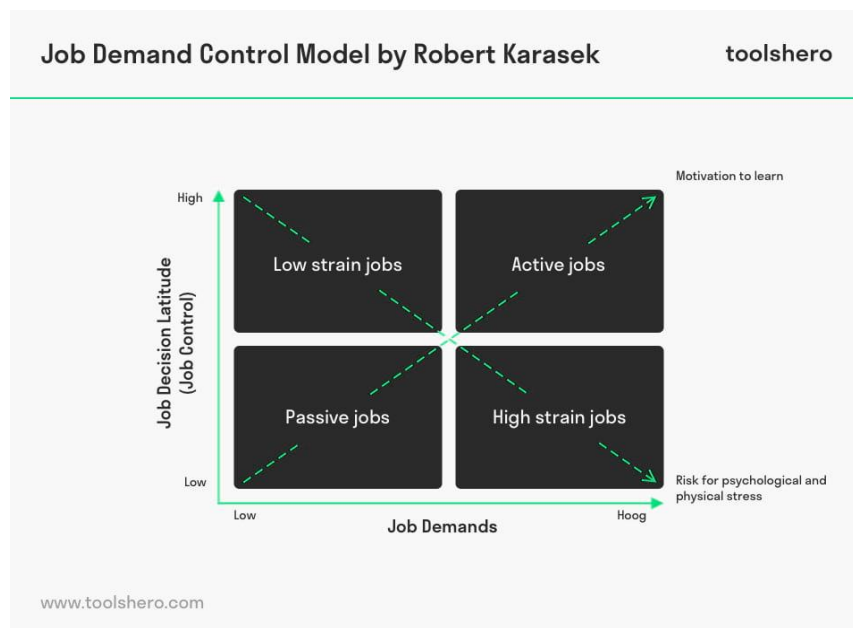 Job Demand Control Model by Robert Karasek
toolshero
Motivation to learn
High
Low strain jobs
Active jobs
Job Decision Latitude
(Job Control)
Passive jobs
High strain jobs
Low
Risk for psychological and
physical stress
Low
Hoog
Job Demands
www.toolshero.com